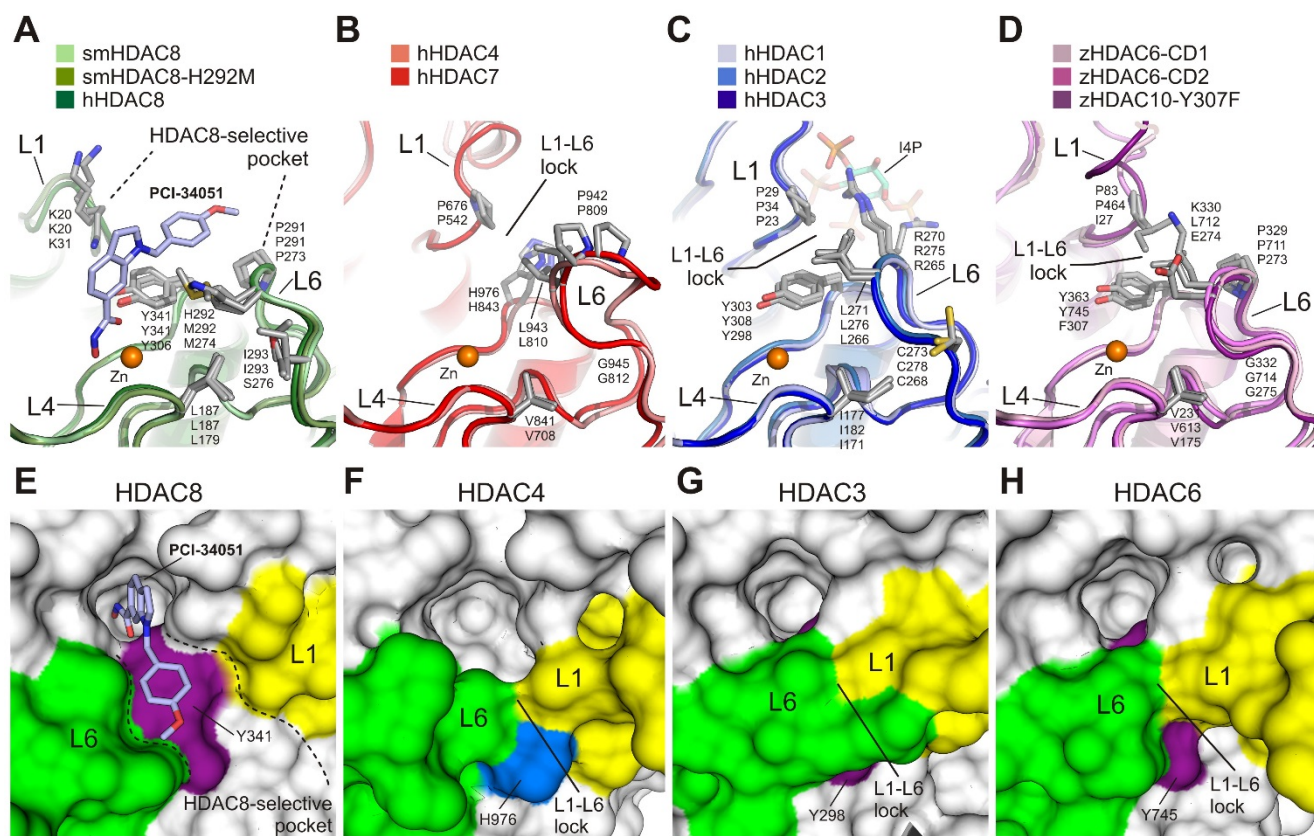 A
smHDAC8
smHDAC8-H292M
hHDAC8
L1
HDAC8-selective
pocket
PCI-34051
K20
K20
K31
P291
P291
P273
L6
Y341
Y341
Y306
H292
M292
M274
I293
I293
S276
Zn
L4
L187
L187
L179
B
hHDAC4
hHDAC7
L1
L1-L6
lock
P676
P542
P942
P809
H976
H843
L6
L943
L810
Zn
G945
G812
L4
V841
V708
C
hHDAC1
hHDAC2
hHDAC3
I4P
L1
P29
P34
P23
L1-L6
lock
R270
R275
R265
L6
Y303
Y308
Y298
L271
L276
L266
C273
C278
C268
Zn
L4
I177
I182
I171
D
zHDAC6-CD1
zHDAC6-CD2
zHDAC10-Y307F
L1
P83
P464
I27
K330
L712
E274
L1-L6
lock
P329
P711
P273
L6
Y363
Y745
F307
Zn
G332
G714
G275
L4
V231
V613
V175
E
HDAC8
PCI-34051
L1
L6
Y341
HDAC8-selective
pocket
F
HDAC4
L1
L6
H976
L1-L6
lock
G
HDAC3
L1
L6
Y298
L1-L6
lock
H
HDAC6
L1
L6
Y745
L1-L6
lock